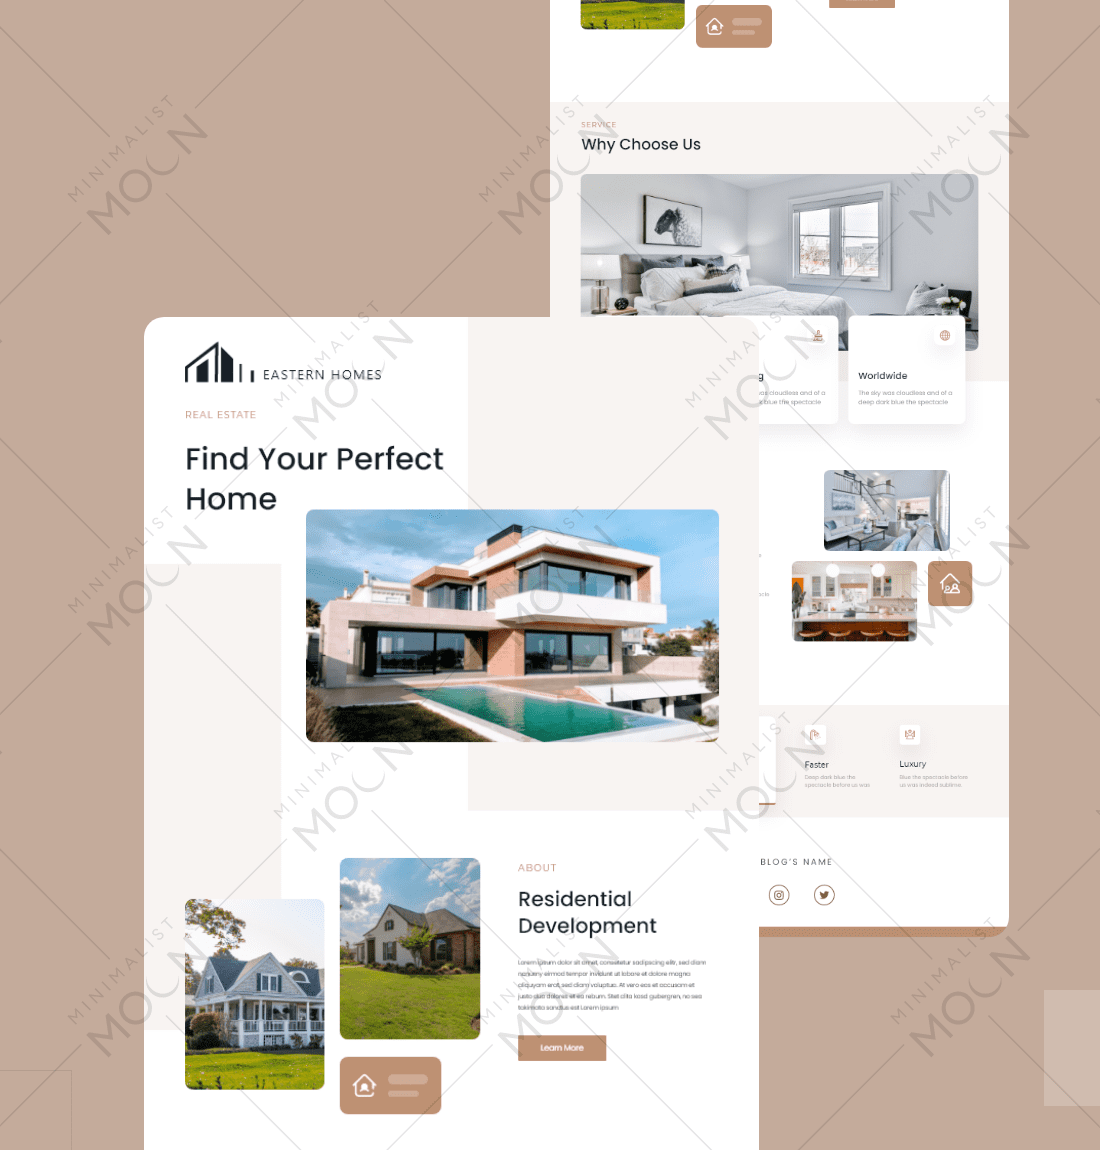 SERVICE
Why Choose Us
g
was cloudless and of a
blue the spectacle
Worldwide
The sky was cloudless and of a
deep dark blue the spectacle
EASTERN HOMES
REAL ESTATE
Find Your Perfect
Home
Faster
Deep dark blue the
spectacle before us was
Luxury
Blue the spectacle before
us was indeed sublime
BLOG'S NAME
ABOUT
Residential
Development
Lorem ipsum dolor sit amet, consetetur sadipscing elitr, sed diam
nonumy eirmod tempor invidunt ut labore et dolore magna
aliquyam erat, sed diam voluptua. At vero eos et accusam et
justo duo dolores et ea rebum. Stet clita kasd gubergren, no sea
takimata sanctus est Lorem ipsum
Learn More
MINIMALIST
MOON
MINIMALIST
MOON
MINIMALIST
MOON
MINIMALIST
MOON
MINIMALIST
MOON
MINIMALIST
MOON
MINIMALIST
MOON
MINIMALIST
MOON
MINIMALIST
MOON
MINIMALIST
MOON
MINIMALIST
MOON
MINIMALIST
MOON
MINIMALIST
MOON